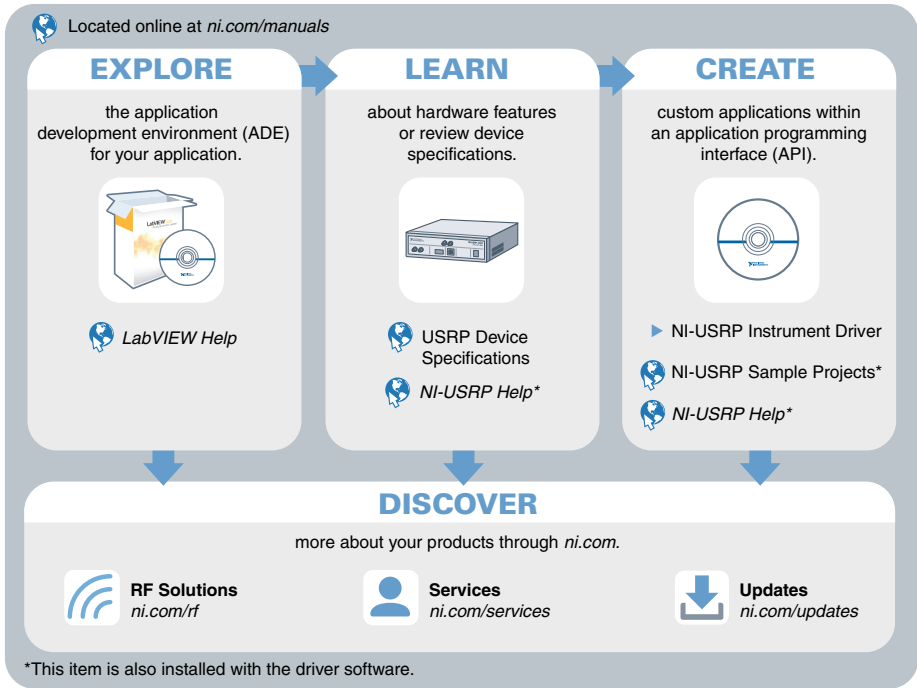 Located online at ni.com/manuals
EXPLORE
the application
development environment (ADE)
for your application.
LabVIEW
LabVIEW Help
LEARN
about hardware features
or review device
specifications.
USRP Device
Specifications
NI-USRP Help*
CREATE
custom applications within
an application programming
interface (API).
NI-USRP Instrument Driver
NI-USRP Sample Projects*
NI-USRP Help*
DISCOVER
more about your products through ni.com.
RF Solutions
ni.com/rf
Services
ni.com/services
Updates
ni.com/updates
*This item is also installed with the driver software.